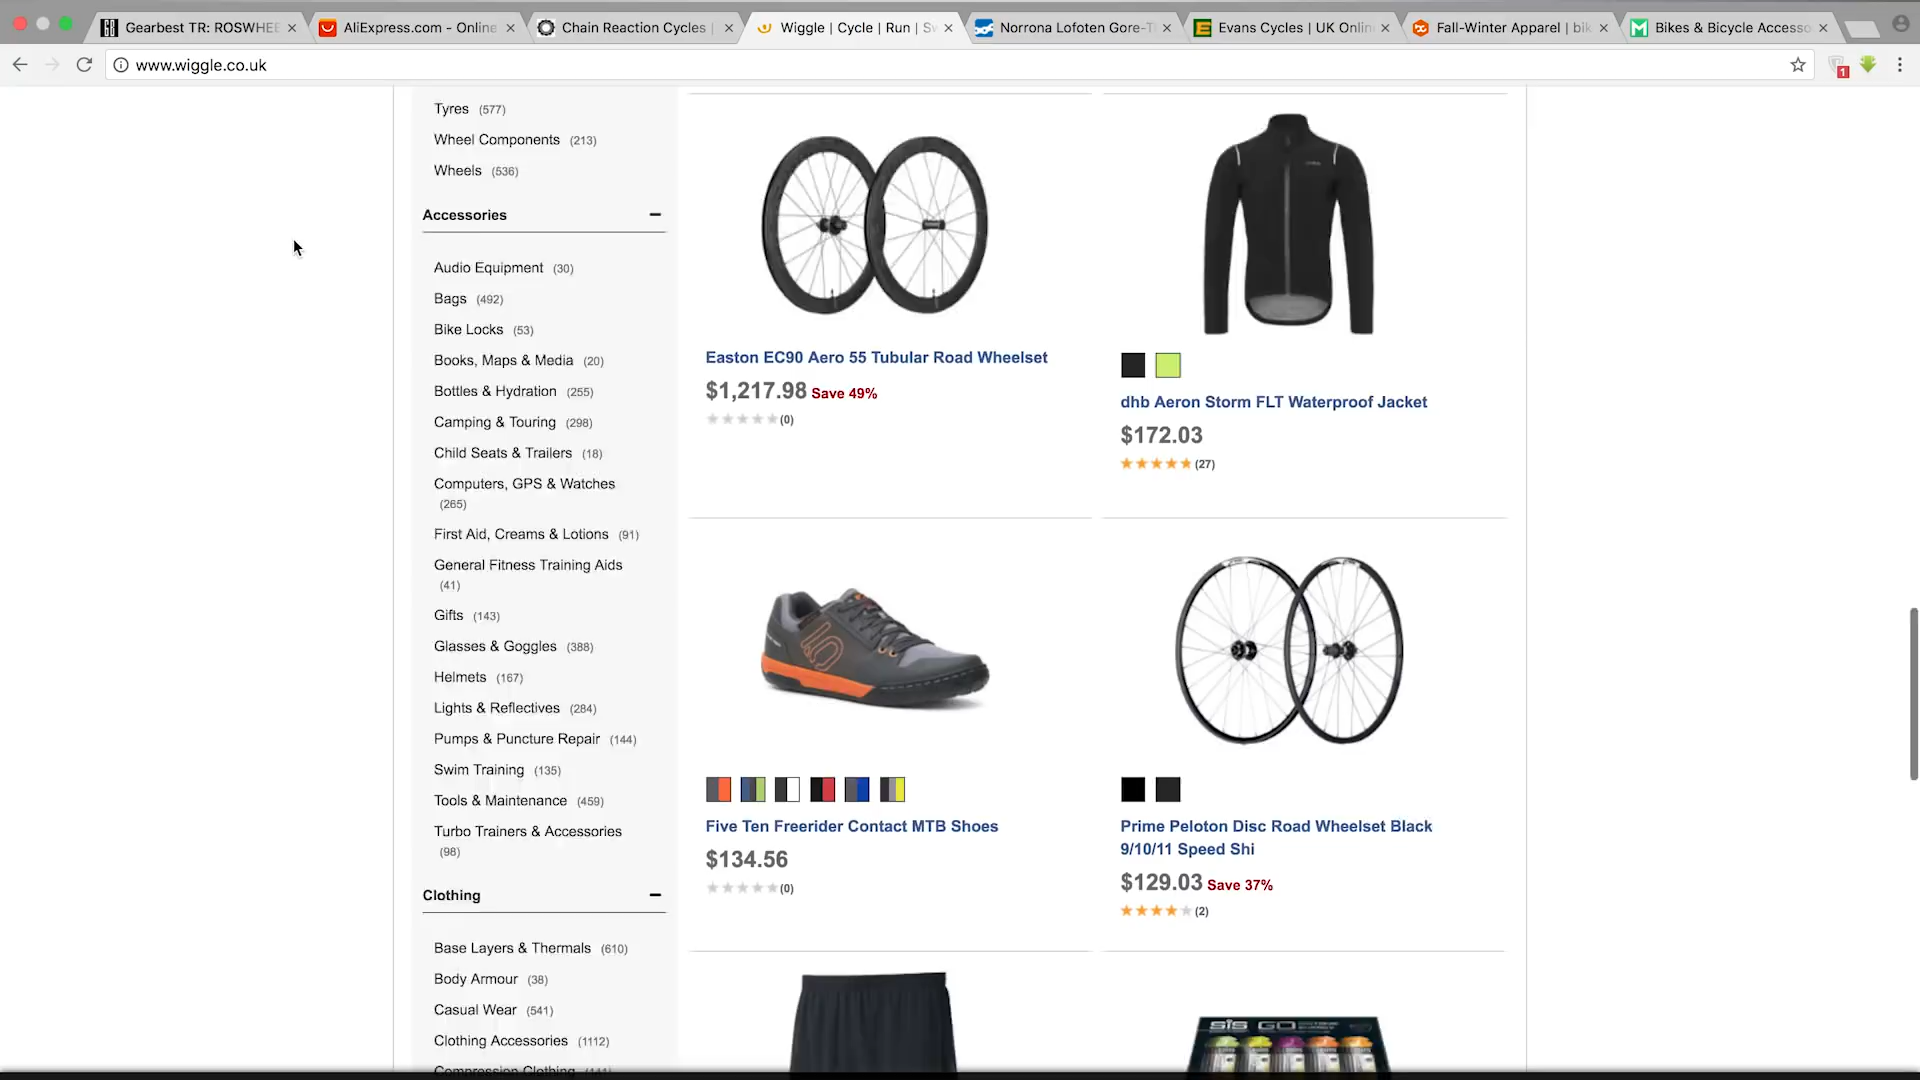 Gearbest TR: ROSWHEE
AliExpress.com - Online
Chain Reaction Cycles |
Wiggle | Cycle | Run | Sw
Norrona Lofoten Gore-T
Evans Cycles | UK Onlin
Fall-Winter Apparel | bik
Bikes & Bicycle Accesso
www.wiggle.co.uk
1
Tyres (577)
Wheel Components (213)
Wheels (536)
Accessories
Audio Equipment (30)
Bags (492)
Bike Locks (53)
Books, Maps & Media (20)
Bottles & Hydration (255)
Camping & Touring (298)
Child Seats & Trailers (18)
Computers, GPS & Watches
(265)
First Aid, Creams & Lotions (91)
General Fitness Training Aids
(41)
Gifts (143)
Glasses & Goggles (388)
Helmets (167)
Lights & Reflectives (284)
Pumps & Puncture Repair (144)
Swim Training (135)
Tools & Maintenance (459)
Turbo Trainers & Accessories
(98)
Clothing
Base Layers & Thermals (610)
Body Armour (38)
Casual Wear (541)
Clothing Accessories (1112)
Compression Clothing
Easton EC90 Aero 55 Tubular Road Wheelset
$1,217.98 Save 49%
(0)
dhb Aeron Storm FLT Waterproof Jacket
$172.03
(27)
Five Ten Freerider Contact MTB Shoes
$134.56
(0)
Prime Peloton Disc Road Wheelset Black
9/10/11 Speed Shi
$129.03 Save 37%
(2)
SiS GO